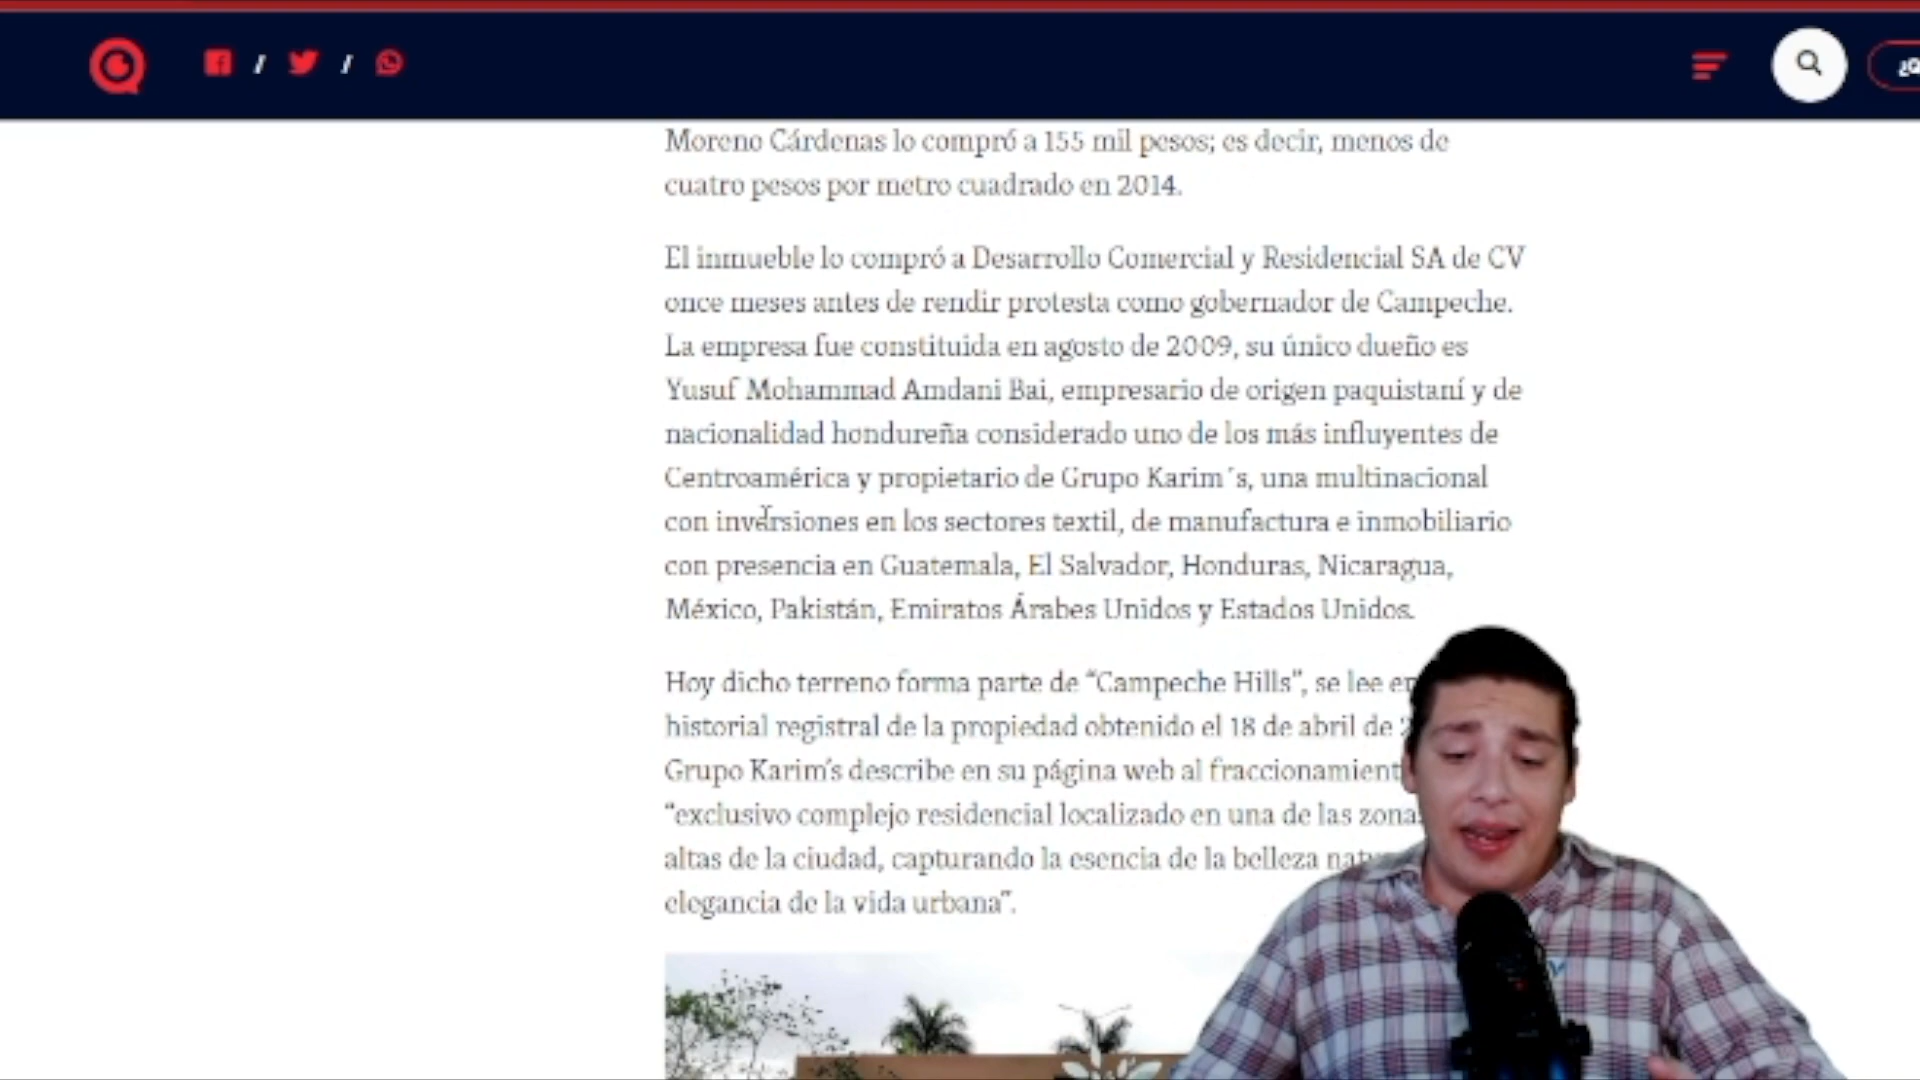 ¿Q
Moreno Cárdenas lo compró a 155 mil pesos; es decir, menos de
cuatro pesos por metro cuadrado en 2014.
El inmueble lo compró a Desarrollo Comercial y Residencial SA de CV
once meses antes de rendir protesta como gobernador de Campeche.
La empresa fue constituida en agosto de 2009, su único dueño es
Yusuf Mohammad Amdani Bai, empresario de origen paquistaní y de
nacionalidad hondureña considerado uno de los más influyentes de
Centroamérica y propietario de Grupo Karim´s, una multinacional
con inversiones en los sectores textil, de manufactura e inmobiliario
con presencia en Guatemala, El Salvador, Honduras, Nicaragua,
México, Pakistán, Emiratos Árabes Unidos y Estados Unidos.
Hoy dicho terreno forma parte de “Campeche Hills”, se lee
historial registral de la propiedad obtenido el 18 de abril de
Grupo Karim’s describe en su página web al
“exclusivo complejo residencial localizado en una de las
altas de la ciudad, capturando la esencia de la belleza
elegancia de la vida urbana”.